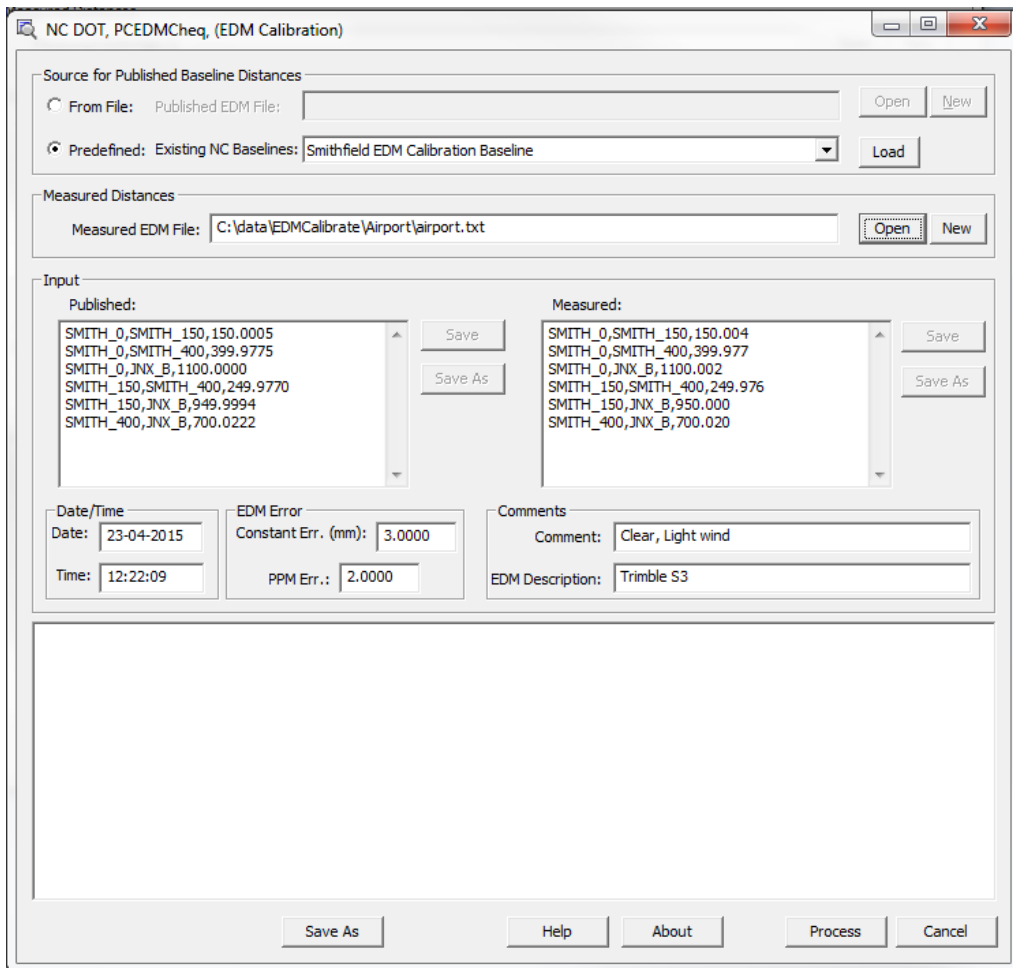 NC DOT, PCEDMCheq, (EDM Calibration)
Source for Published Baseline Distances
From File: Published EDM File: Open New
Predefined: Existing NC Baselines: Smithfield EDM Calibration Baseline Load
Measured Distances
Measured EDM File: C:\data\EDMCalibrate\Airport\airport.txt Open New
Input
Published: Measured:
SMITH_0,SMITH_150,150.0005 Save SMITH_0,SMITH_150,150.004 Save
SMITH_0,SMITH_400,399.9775 SMITH_0,SMITH_400,399.977
SMITH_0,JNX_B,1100.0000 Save As SMITH_0,JNX_B,1100.002 Save As
SMITH_150,SMITH_400,249.9770 SMITH_150,SMITH_400,249.976
SMITH_150,JNX_B,949.9994 SMITH_150,JNX_B,950.000
SMITH_400,JNX_B,700.0222 SMITH_400,JNX_B,700.020
Date/Time EDM Error Comments
Date: 23-04-2015 Constant Err. (mm): 3.0000 Comment: Clear, Light wind
Time: 12:22:09 PPM Err.: 2.0000 EDM Description: Trimble S3
Save As Help About Process Cancel